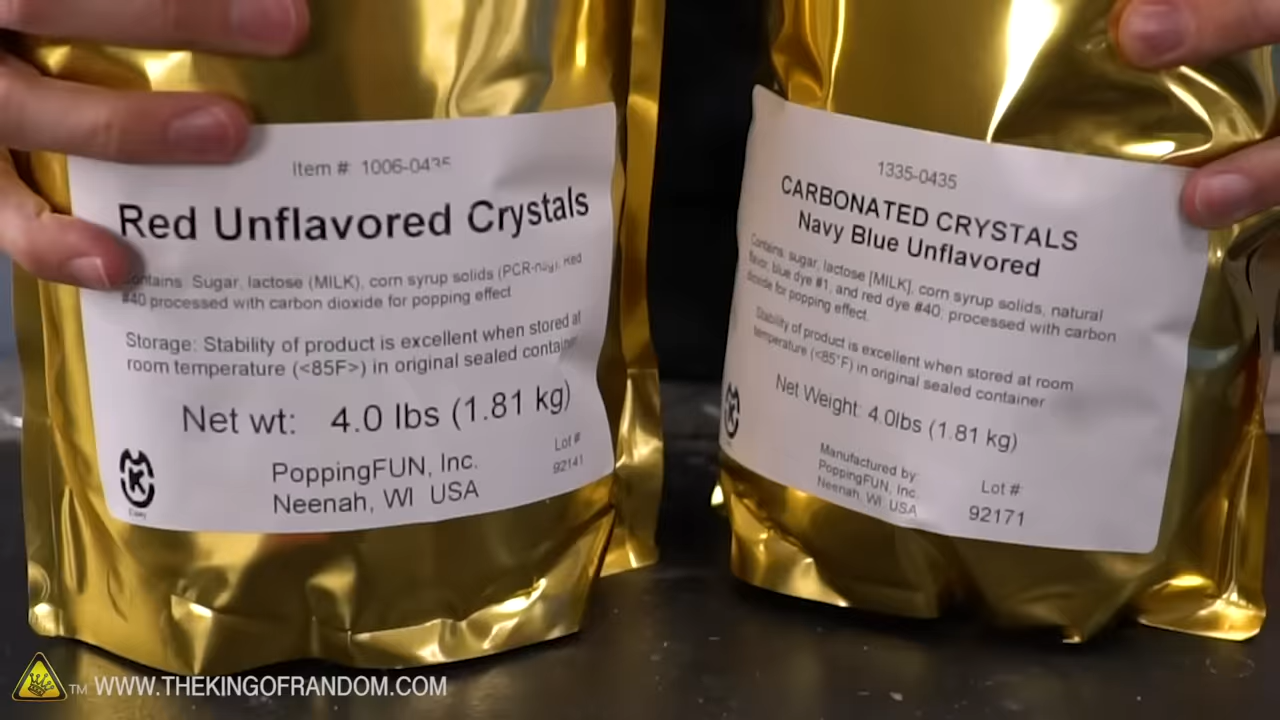 Item # 1006-0435
Red Unflavored Crystals
Contains: Sugar, lactose (MILK), corn syrup solids (PCR-free), Red
#40 processed with carbon dioxide for popping effect
Storage: Stability of product is excellent when stored at
room temperature (<85F>) in original sealed container
Net wt: 4.0 lbs (1.81 kg)
PoppingFUN, Inc.
Neenah, WI USA
Lot #
92141
K
1335-0435
CARBONATED CRYSTALS
Navy Blue Unflavored
Contains: sugar, lactose [MILK], corn syrup solids, natural
flavor, blue dye #1, and red dye #40; processed with carbon
dioxide for popping effect.
Stability of product is excellent when stored at room
temperature (<85°F) in original sealed container
Net Weight: 4.0lbs (1.81 kg)
Manufactured by:
PoppingFUN, Inc.
Neenah, WI USA
Lot #
92171
K
TM WWW.THEKINGOFRANDOM.COM